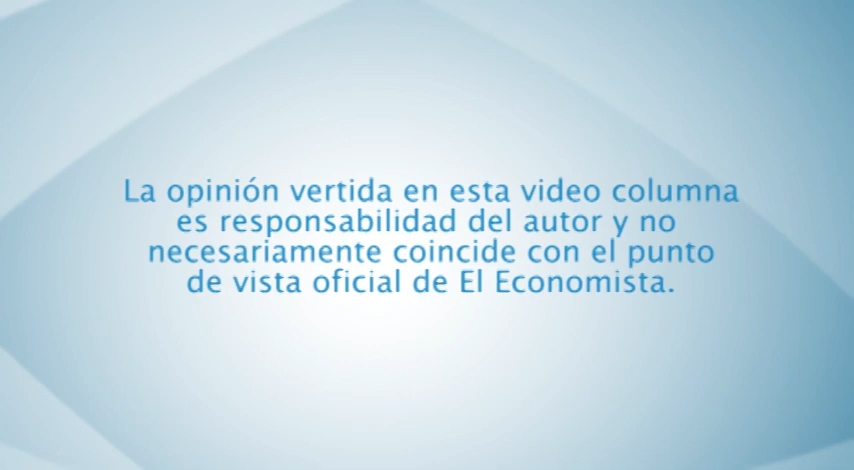 La opinión vertida en esta video columna
es responsabilidad del autor y no
necesariamente coincide con el punto
de vista oficial de El Economista.